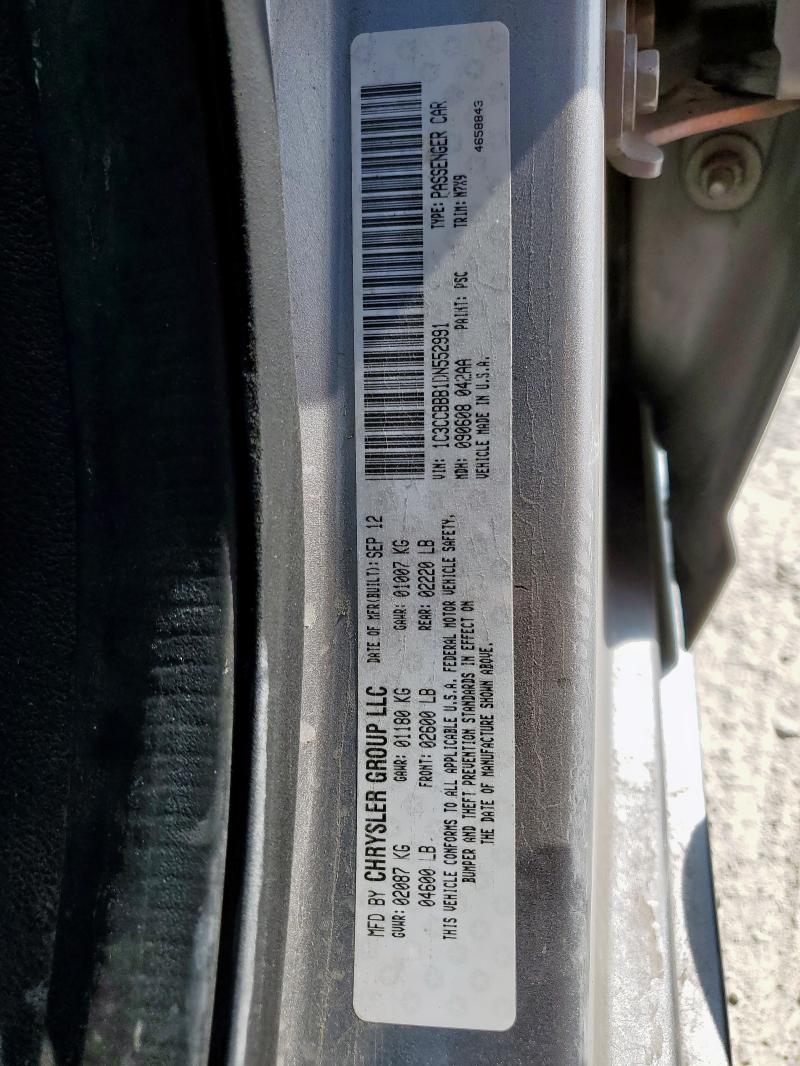 MFD BY CHRYSLER GROUP LLC DATE OF MFR(BUILT): SEP 12
GVWR: 02087 KG GAWR: 01180 KG GAWR: 01007 KG
04600 LB FRONT: 02600 LB REAR: 02220 LB
THIS VEHICLE CONFORMS TO ALL APPLICABLE U.S.A. FEDERAL MOTOR VEHICLE SAFETY,
BUMPER AND THEFT PREVENTION STANDARDS IN EFFECT ON
THE DATE OF MANUFACTURE SHOWN ABOVE.
VIN: 1C3CCBBB1DN552991 TYPE: PASSENGER CAR
MDH: 090608 042AA PAINT: PSC TRIM: N7X9
VEHICLE MADE IN U.S.A. 4658843